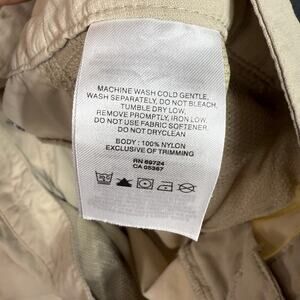 MACHINE WASH COLD GENTLE,
WASH SEPARATELY, DO NOT BLEACH,
TUMBLE DRY LOW,
REMOVE PROMPTLY, IRON LOW,
DO NOT USE FABRIC SOFTENER
DO NOT DRYCLEAN
BODY : 100% NYLON
EXCLUSIVE OF TRIMMING
RN 69724
CA 05367